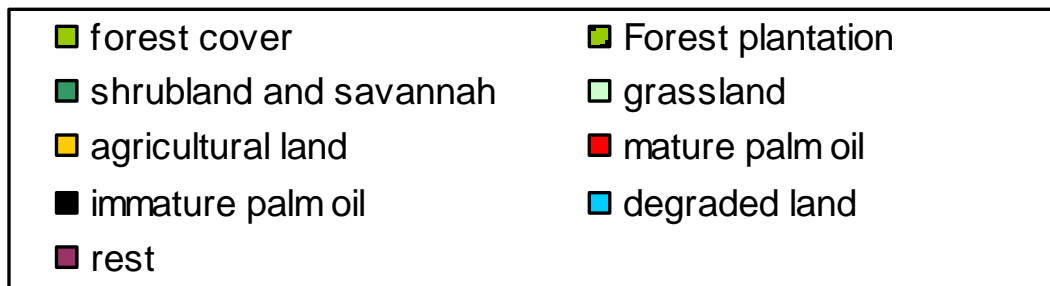 forest cover
Forest plantation
shrubland and savannah
grassland
agricultural land
mature palm oil
immature palm oil
degraded land
rest